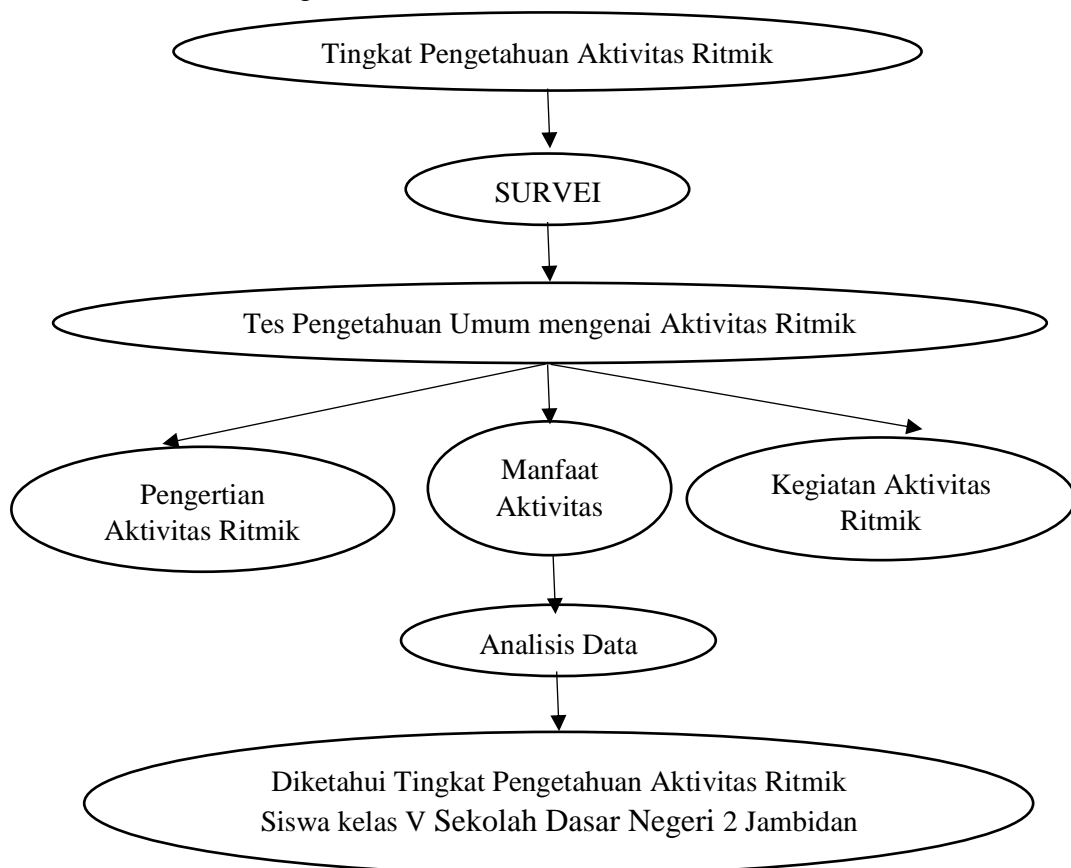 Tingkat Pengetahuan Aktivitas Ritmik
SURVEI
Tes Pengetahuan Umum mengenai Aktivitas Ritmik
Pengertian
Aktivitas Ritmik
Manfaat
Aktivitas
Kegiatan Aktivitas
Ritmik
Analisis Data
Diketahui Tingkat Pengetahuan Aktivitas Ritmik
Siswa kelas V Sekolah Dasar Negeri 2 Jambidan